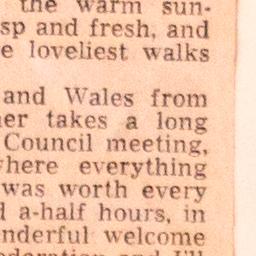 the warm sun-
sp and fresh, and
e loveliest walks
and Wales from
er takes a long
Council meeting,
where everything
was worth every
d a-half hours, in
nderful welcome